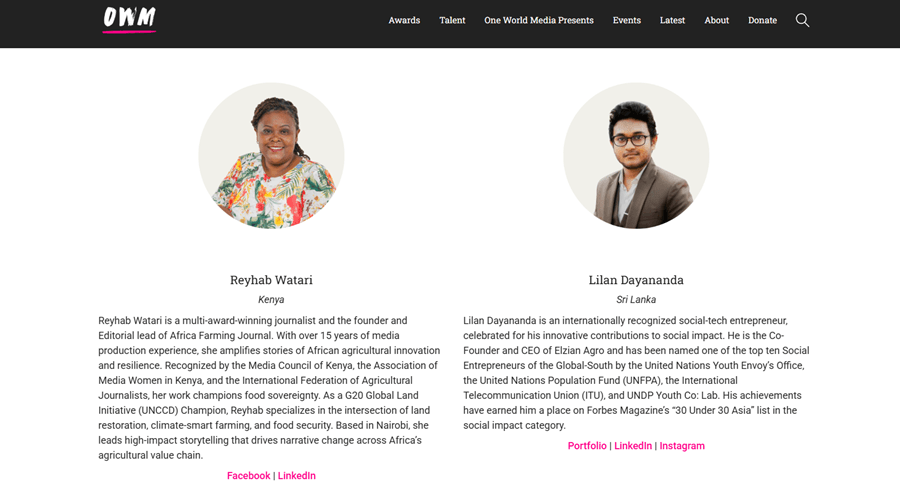 OWM
Awards Talent One World Media Presents Events Latest About Donate
Reyhab Watari
Kenya
Reyhab Watari is a multi-award-winning journalist and the founder and
Editorial lead of Africa Farming Journal. With over 15 years of media
production experience, she amplifies stories of African agricultural innovation
and resilience. Recognized by the Media Council of Kenya, the Association of
Media Women in Kenya, and the International Federation of Agricultural
Journalists, her work champions food sovereignty. As a G20 Global Land
Initiative (UNCCD) Champion, Reyhab specializes in the intersection of land
restoration, climate-smart farming, and food security. Based in Nairobi, she
leads high-impact storytelling that drives narrative change across Africa’s
agricultural value chain.
Facebook | LinkedIn
Lilan Dayananda
Sri Lanka
Lilan Dayananda is an internationally recognized social-tech entrepreneur,
celebrated for his innovative contributions to social impact. He is the Co-
Founder and CEO of Elzian Agro and has been named one of the top ten Social
Entrepreneurs of the Global-South by the United Nations Youth Envoy’s Office,
the United Nations Population Fund (UNFPA), the International
Telecommunication Union (ITU), and UNDP Youth Co: Lab. His achievements
have earned him a place on Forbes Magazine’s “30 Under 30 Asia” list in the
social impact category.
Portfolio | LinkedIn | Instagram